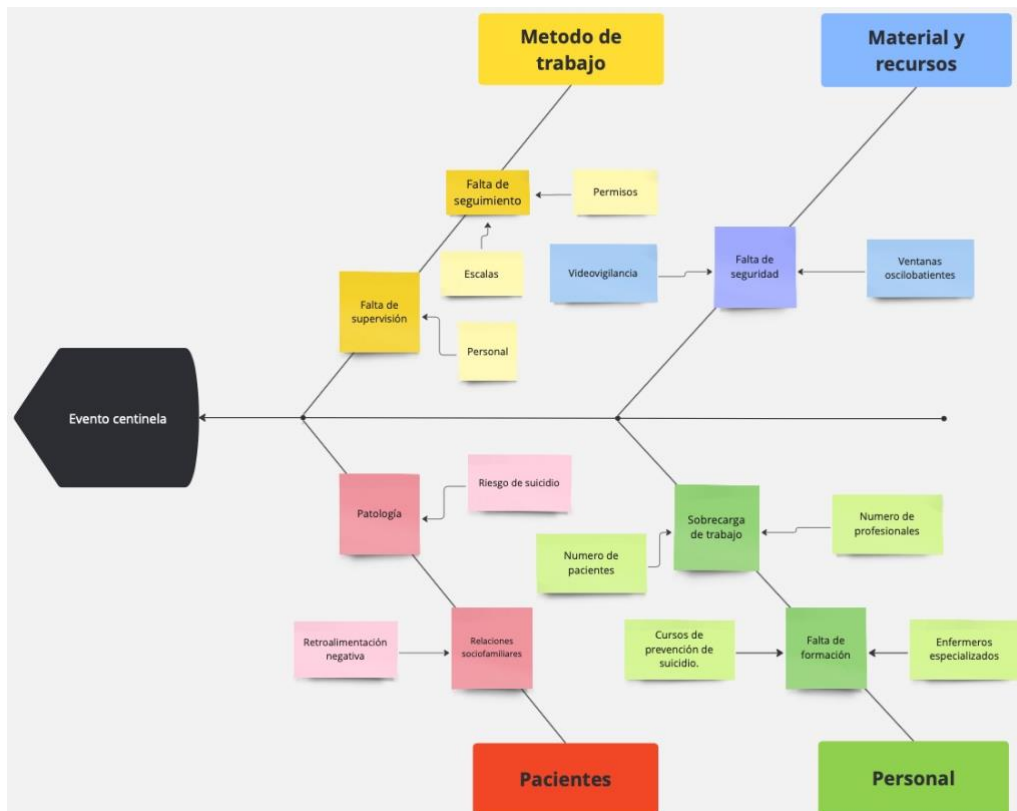 Metodo de
trabajo
Material y
recursos
Falta de
seguimiento
Permisos
Escalas
Falta de
supervisión
Personal
Videovigilancia
Falta de
seguridad
Ventanas
oscilobatientes
Evento centinela
Patología
Riesgo de suicidio
Retroalimentación
negativa
Relaciones
sociofamiliares
Sobrecarga
de trabajo
Numero de
profesionales
Numero de
pacientes
Cursos de
prevención de
suicidio.
Falta de
formación
Enfermeros
especializados
Pacientes
Personal